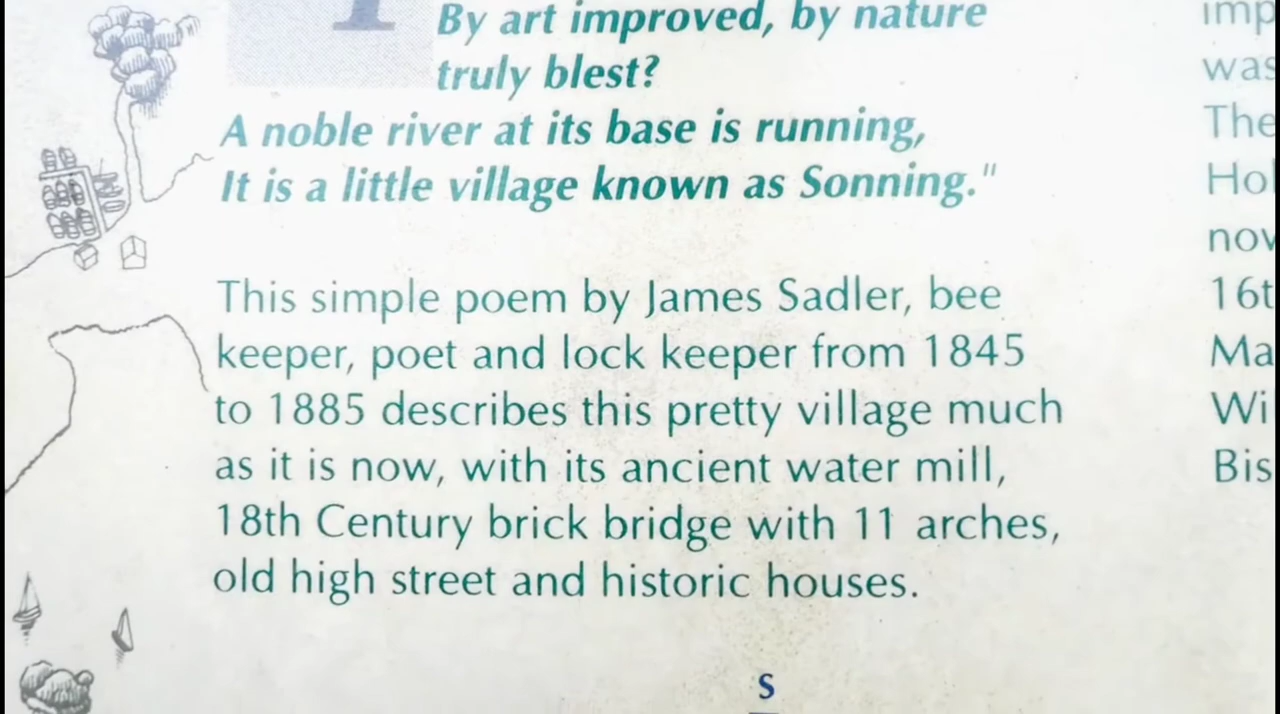 By art improved, by nature
truly blest?
A noble river at its base is running,
It is a little village known as Sonning."
This simple poem by James Sadler, bee
keeper, poet and lock keeper from 1845
to 1885 describes this pretty village much
as it is now, with its ancient water mill,
18th Century brick bridge with 11 arches,
old high street and historic houses.
S
was
The